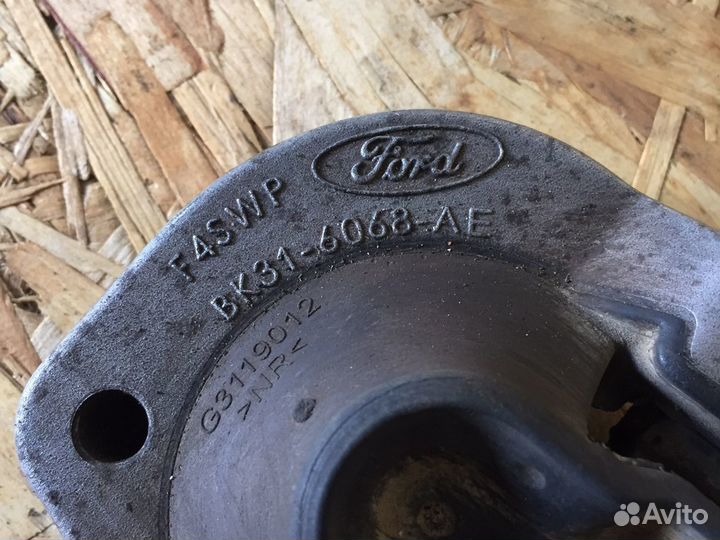 Ford
F4SWP
BK31-6068-AE
G3119012
>NR<
Avito